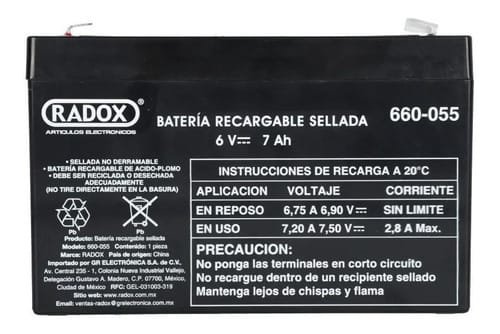 RADOX®
ARTICULOS ELECTRONICOS
BATERÍA RECARGABLE SELLADA
6 V⎓ 7 Ah
660-055
• SELLADA NO DERRAMABLE
• BATERÍA RECARGABLE DE ACIDO-PLOMO
• DEBE SER RECICLADA O DESECHADA
(NO TIRE DIRECTAMENTE EN LA BASURA)
Pb
Pb
INSTRUCCIONES DE RECARGA A 20°C
APLICACION VOLTAJE CORRIENTE
EN REPOSO 6,75 A 6,90 V⎓ SIN LIMITE
EN USO 7,20 A 7,50 V⎓ 2,8 A Max.
Producto: Batería recargable sellada
Modelo: 660-055 Contenido: 1 pieza
Marca: RADOX País de origen: China
Importado por GR ELECTRÓNICA S.A. de C.V.,
Av. Central 235 - 1, Colonia Nueva Industrial Vallejo,
Delegación Gustavo A. Madero, C.P. 07700,
Ciudad de México RFC: GEL-031003-319
Sitio web: www.radox.com.mx
Email: ventas-radox@grelectronica.com
PRECAUCIÓN:
No ponga las terminales en corto circuito
No recargue dentro de un recipiente sellado
Mantenga lejos de chispas y flamas